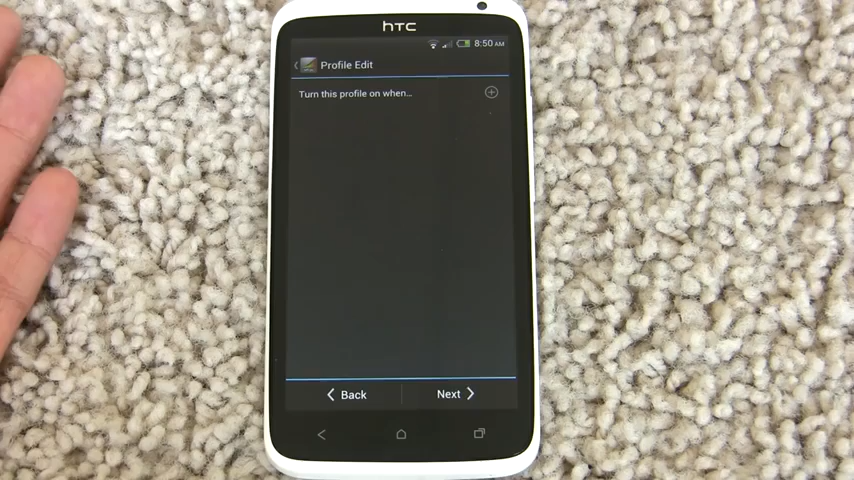 hTC
8:50 AM
Profile Edit
Turn this profile on when...
Back
Next